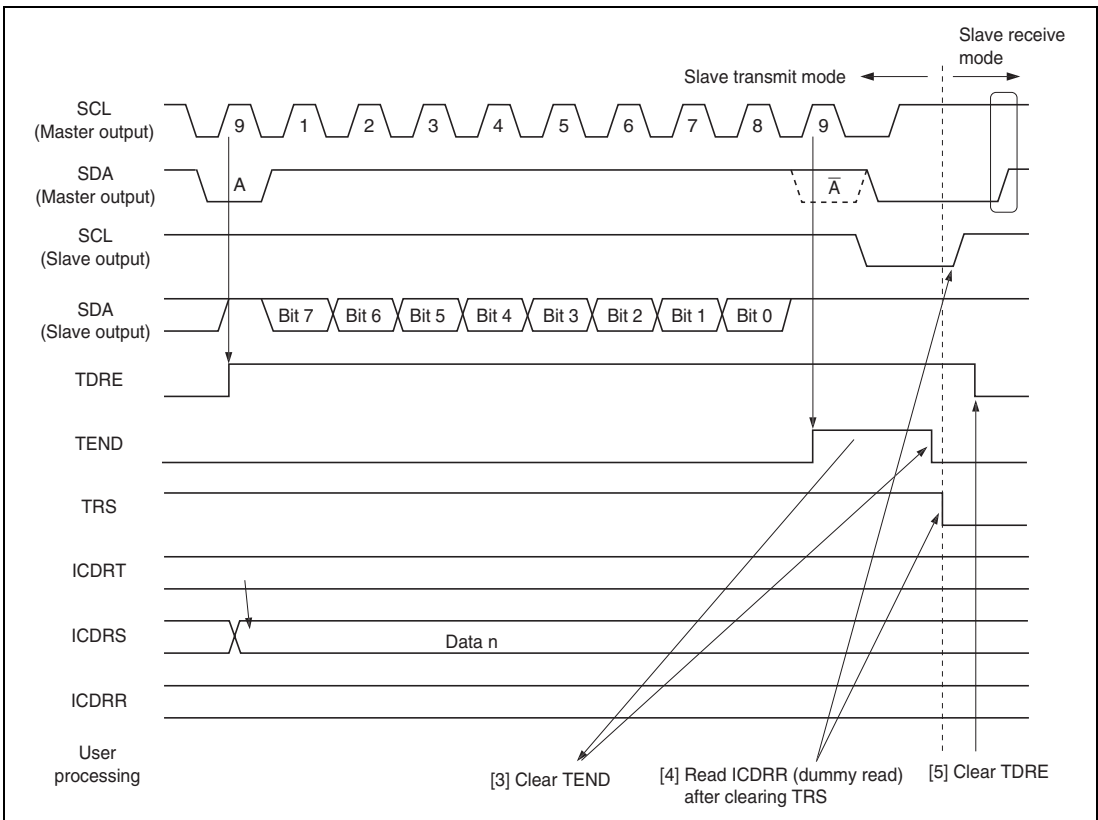 Slave receive
mode
Slave transmit mode
SCL
(Master output)
9 1 2 3 4 5 6 7 8 9
SDA
(Master output)
A A̅
SCL
(Slave output)
SDA
(Slave output)
Bit 7 Bit 6 Bit 5 Bit 4 Bit 3 Bit 2 Bit 1 Bit 0
TDRE
TEND
TRS
ICDRT
ICDRS
Data n
ICDRR
User
processing
[3] Clear TEND
[4] Read ICDRR (dummy read)
after clearing TRS
[5] Clear TDRE